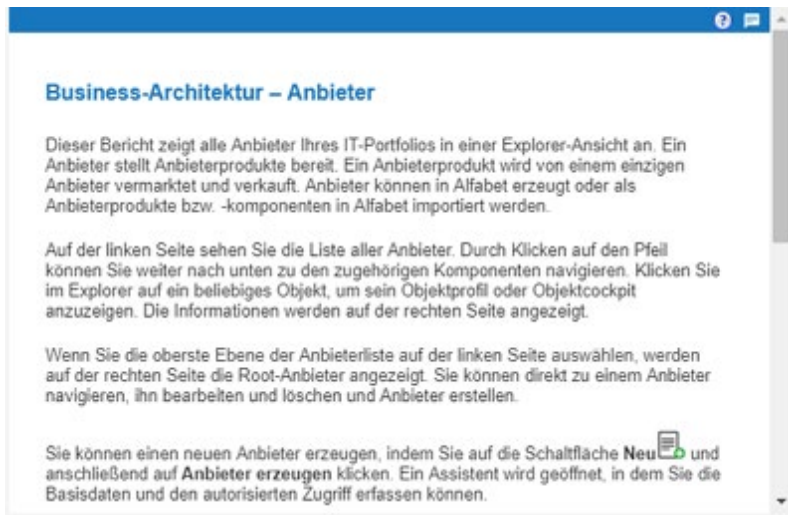 Business-Architektur – Anbieter
Dieser Bericht zeigt alle Anbieter Ihres IT-Portfolios in einer Explorer-Ansicht an. Ein
Anbieter stellt Anbieterprodukte bereit. Ein Anbieterprodukt wird von einem einzigen
Anbieter vermarktet und verkauft. Anbieter können in Alfabet erzeugt oder als
Anbieterprodukte bzw. -komponenten in Alfabet importiert werden.
Auf der linken Seite sehen Sie die Liste aller Anbieter. Durch Klicken auf den Pfeil
können Sie weiter nach unten zu den zugehörigen Komponenten navigieren. Klicken Sie
im Explorer auf ein beliebiges Objekt, um sein Objektprofil oder Objektcockpit
anzuzeigen. Die Informationen werden auf der rechten Seite angezeigt.
Wenn Sie die oberste Ebene der Anbieterliste auf der linken Seite auswählen, werden
auf der rechten Seite die Root-Anbieter angezeigt. Sie können direkt zu einem Anbieter
navigieren, ihn bearbeiten und löschen und Anbieter erstellen.
Sie können einen neuen Anbieter erzeugen, indem Sie auf die Schaltfläche Neu und
anschließend auf Anbieter erzeugen klicken. Ein Assistent wird geöffnet, in dem Sie die
Basisdaten und den autorisierten Zugriff erfassen können.